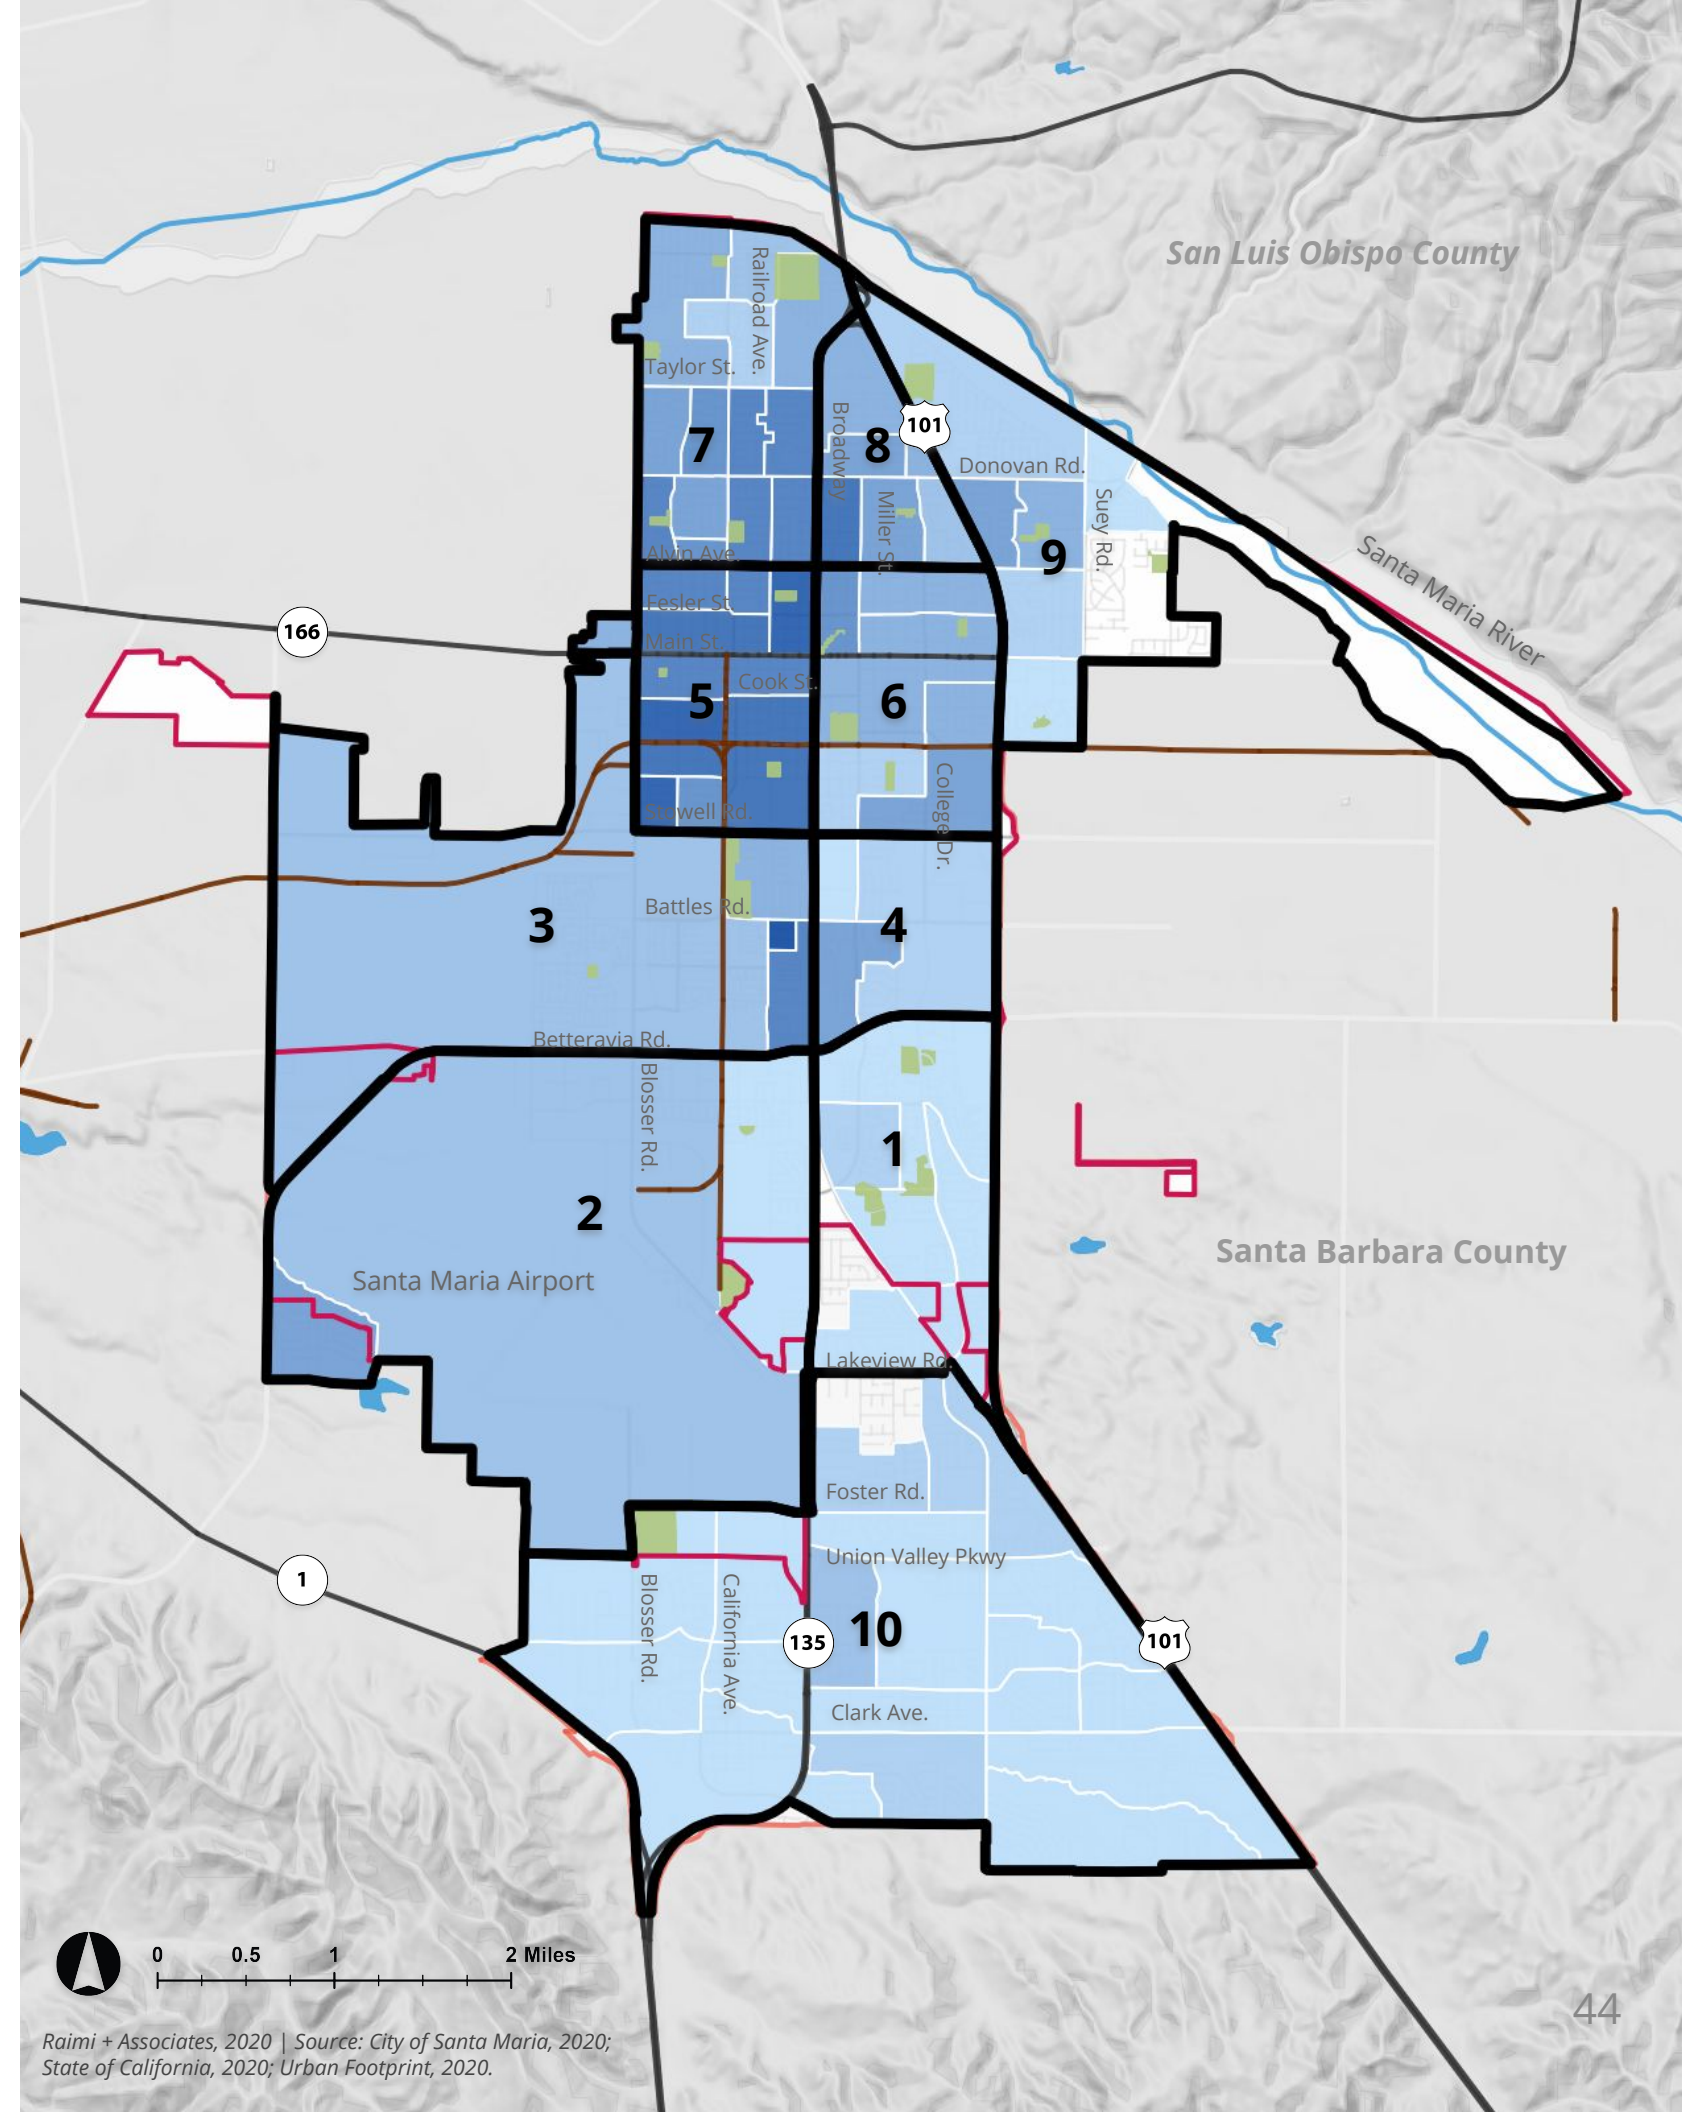 San Luis Obispo County
Railroad Ave.
Taylor St.
7
Broadway
8
101
Donovan Rd.
Miller St.
Suey Rd.
Alvin Ave.
9
Santa Maria River
Fesler St.
166
Main St.
Cook St.
5
6
College Dr.
Stowell Rd.
Battles Rd.
3
4
Betteravia Rd.
Blosser Rd.
1
2
Santa Barbara County
Santa Maria Airport
Lakeview Rd.
Foster Rd.
Union Valley Pkwy
1
Blosser Rd.
California Ave.
135
10
101
Clark Ave.
0 0.5 1 2 Miles
44
Raimi + Associates, 2020 | Source: City of Santa Maria, 2020;
State of California, 2020; Urban Footprint, 2020.